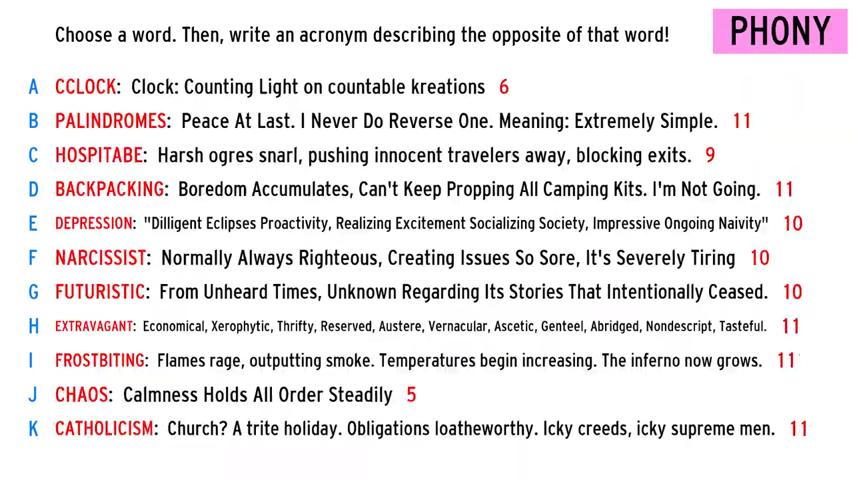 Choose a word. Then, write an acronym describing the opposite of that word!
PHONY
A CCLOCK: Clock: Counting Light on countable kreations 6
B PALINDROMES: Peace At Last. I Never Do Reverse One. Meaning: Extremely Simple. 11
C HOSPITABE: Harsh ogres snarl, pushing innocent travelers away, blocking exits. 9
D BACKPACKING: Boredom Accumulates, Can't Keep Propping All Camping Kits. I'm Not Going. 11
E DEPRESSION: "Dilligent Eclipses Proactivity, Realizing Excitement Socializing Society, Impressive Ongoing Naivity" 10
F NARCISSIST: Normally Always Righteous, Creating Issues So Sore, It's Severely Tiring 10
G FUTURISTIC: From Unheard Times, Unknown Regarding Its Stories That Intentionally Ceased. 10
H EXTRAVAGANT: Economical, Xerophytic, Thrifty, Reserved, Austere, Vernacular, Ascetic, Genteel, Abridged, Nondescript, Tasteful. 11
I FROSTBITING: Flames rage, outputting smoke. Temperatures begin increasing. The inferno now grows. 11
J CHAOS: Calmness Holds All Order Steadily 5
K CATHOLICISM: Church? A trite holiday. Obligations loatheworthy. Icky creeds, icky supreme men. 11